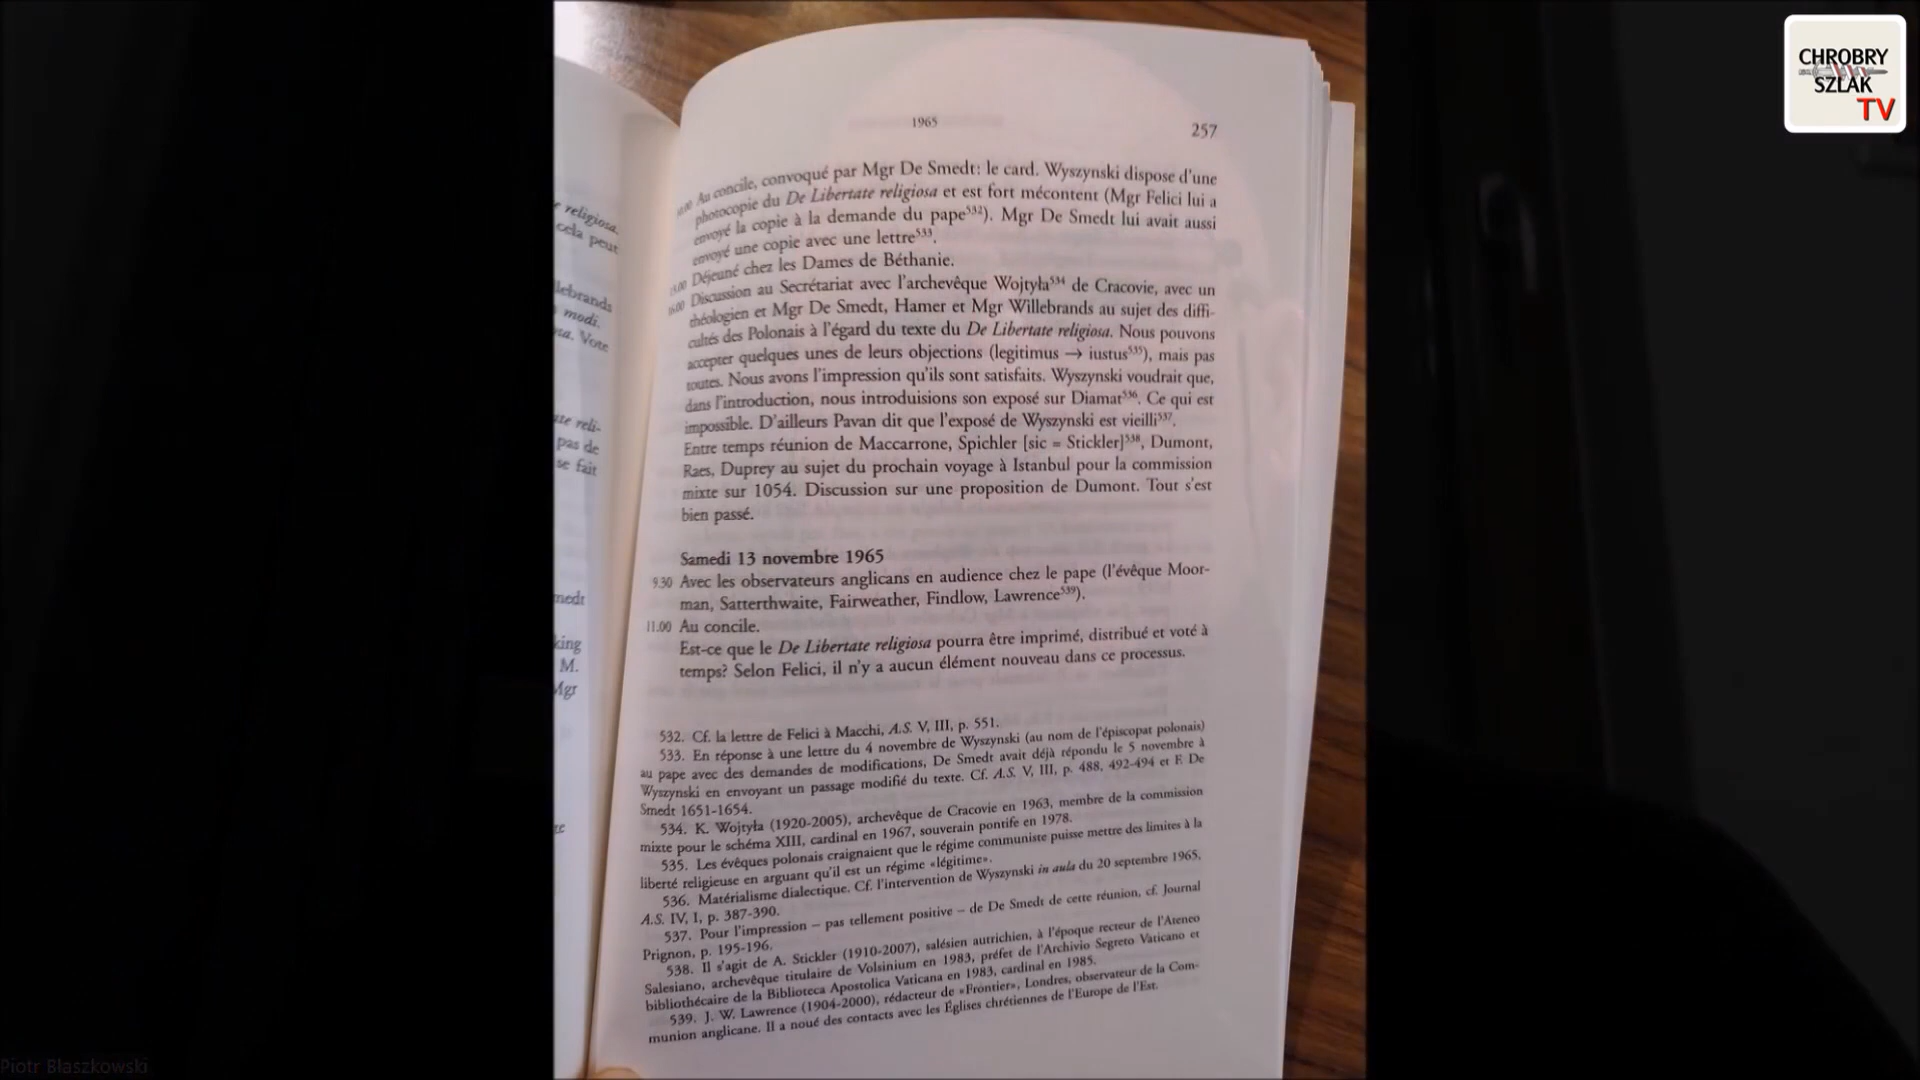 CHROBRY
SZLAK
TV
1965
257
Au concile, convoqué par Mgr De Smedt: le card. Wyszynski dispose d'une
photocopie du De Libertate religiosa et est fort mécontent (Mgr Felici lui a
envoyé la copie à la demande du pape532). Mgr De Smedt lui avait aussi
envoyé une copie avec une lettre533.
Déjeuné chez les Dames de Béthanie.
16.00 Discussion au Secrétariat avec l'archevêque Wojtyła534 de Cracovie, avec un
théologien et Mgr De Smedt, Hamer et Mgr Willebrands au sujet des diffi-
cultés des Polonais à l'égard du texte du De Libertate religiosa. Nous pouvons
accepter quelques unes de leurs objections (legitimus → iustus535), mais pas
toutes. Nous avons l'impression qu'ils sont satisfaits. Wyszynski voudrait que,
dans l'introduction, nous introduisions son exposé sur Diamat536. Ce qui est
impossible. D'ailleurs Pavan dit que l'exposé de Wyszynski est vieilli537.
Entre temps réunion de Maccarrone, Spichler [sic = Stickler]538, Dumont,
Raes, Duprey au sujet du prochain voyage à Istanbul pour la commission
mixte sur 1054. Discussion sur une proposition de Dumont. Tout s'est
bien passé.
Samedi 13 novembre 1965
9.30 Avec les observateurs anglicans en audience chez le pape (l'évêque Moor-
man, Satterthwaite, Fairweather, Findlow, Lawrence539).
11.00 Au concile.
Est-ce que le De Libertate religiosa pourra être imprimé, distribué et voté à
temps? Selon Felici, il n'y a aucun élément nouveau dans ce processus.
532. Cf. la lettre de Felici à Macchi, A.S. V, III, p. 551.
533. En réponse à une lettre du 4 novembre de Wyszynski (au nom de l'épiscopat polonais)
au pape avec des demandes de modifications, De Smedt avait déjà répondu le 5 novembre à
Wyszynski en envoyant un passage modifié du texte. Cf. A.S. V, III, p. 488, 492-494 et F. De
Smedt 1651-1654.
534. K. Wojtyła (1920-2005), archevêque de Cracovie en 1963, membre de la commission
mixte pour le schéma XIII, cardinal en 1967, souverain pontife en 1978.
535. Les évêques polonais craignaient que le régime communiste puisse mettre des limites à la
liberté religieuse en arguant qu'il est un régime «légitime».
536. Matérialisme dialectique. Cf. l'intervention de Wyszynski in aula du 20 septembre 1965,
A.S. IV, I, p. 387-390.
537. Pour l'impression – pas tellement positive – de De Smedt de cette réunion, cf. Journal
Prignon, p. 195-196.
538. Il s'agit de A. Stickler (1910-2007), salésien autrichien, à l'époque recteur de l'Ateneo
Salesiano, archevêque titulaire de Volsinium en 1983, préfet de l'Archivio Segreto Vaticano et
bibliothécaire de la Biblioteca Apostolica Vaticana en 1983, cardinal en 1985.
539. J. W. Lawrence (1904-2000), rédacteur de «Frontier», Londres, observateur de la Com-
munion anglicane. Il a noué des contacts avec les Églises chrétiennes de l'Europe de l'Est.
religiosa.
cela peut
modi.
Vote
pas de
se fait
M.
Mgr
Piotr Błaszkowski